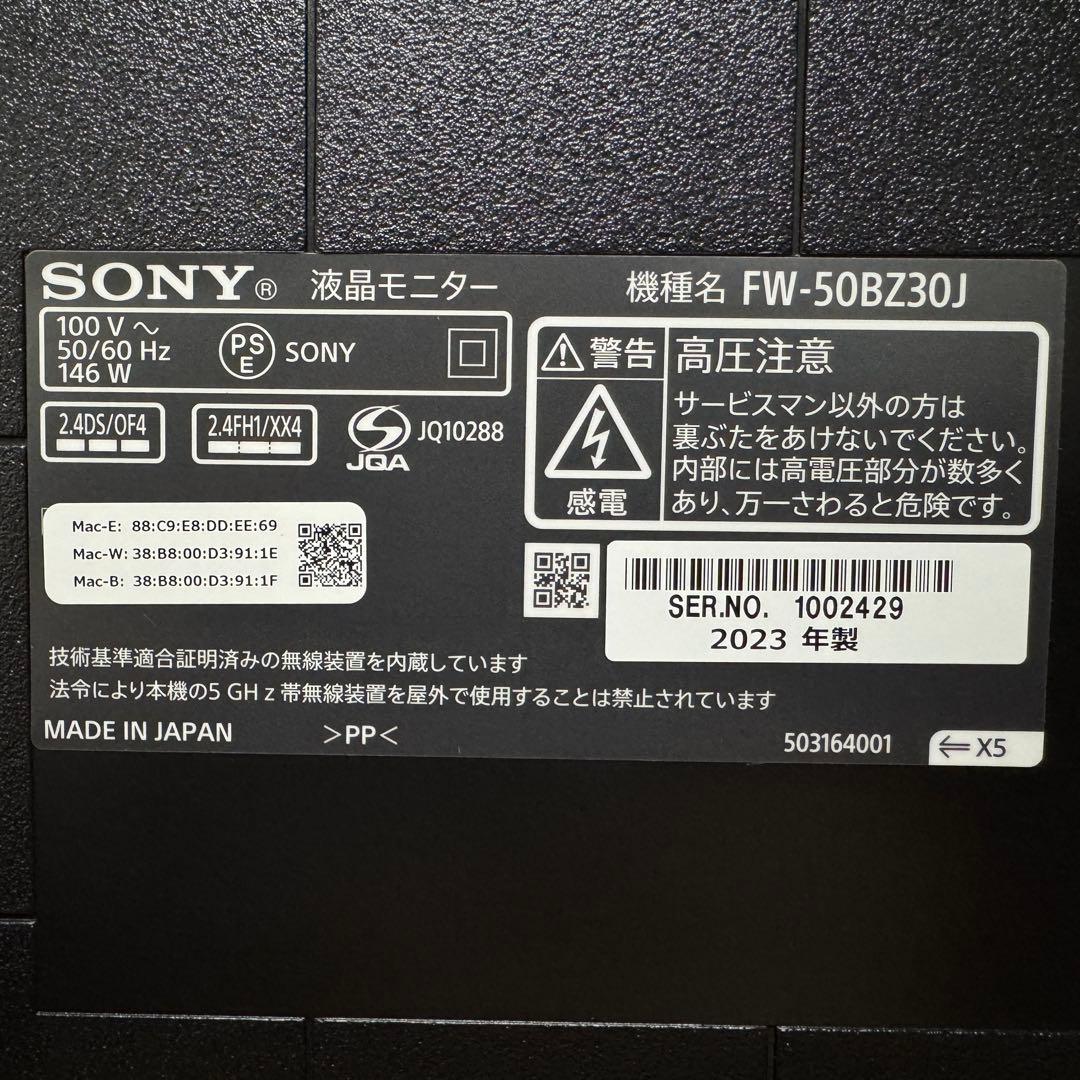 SONY® 液晶モニター 機種名 FW-50BZ30J
100 V ～
50/60 Hz
146 W
PS
E
SONY
2.4DS/OF4
2.4FH1/XX4
JQA
JQ10288
警告
感電
高圧注意
サービスマン以外の方は
裏ぶたをあけないでください。
内部には高電圧部分が数多く
あり、万一さわると危険です。
Mac-E: 88:C9:E8:DD:EE:69
Mac-W: 38:B8:00:D3:91:1E
Mac-B: 38:B8:00:D3:91:1F
SER.NO. 1002429
2023 年製
技術基準適合証明済みの無線装置を内蔵しています
法令により本機の5 GHz帯無線装置を屋外で使用することは禁止されています
MADE IN JAPAN >PP<
503164001
← X5